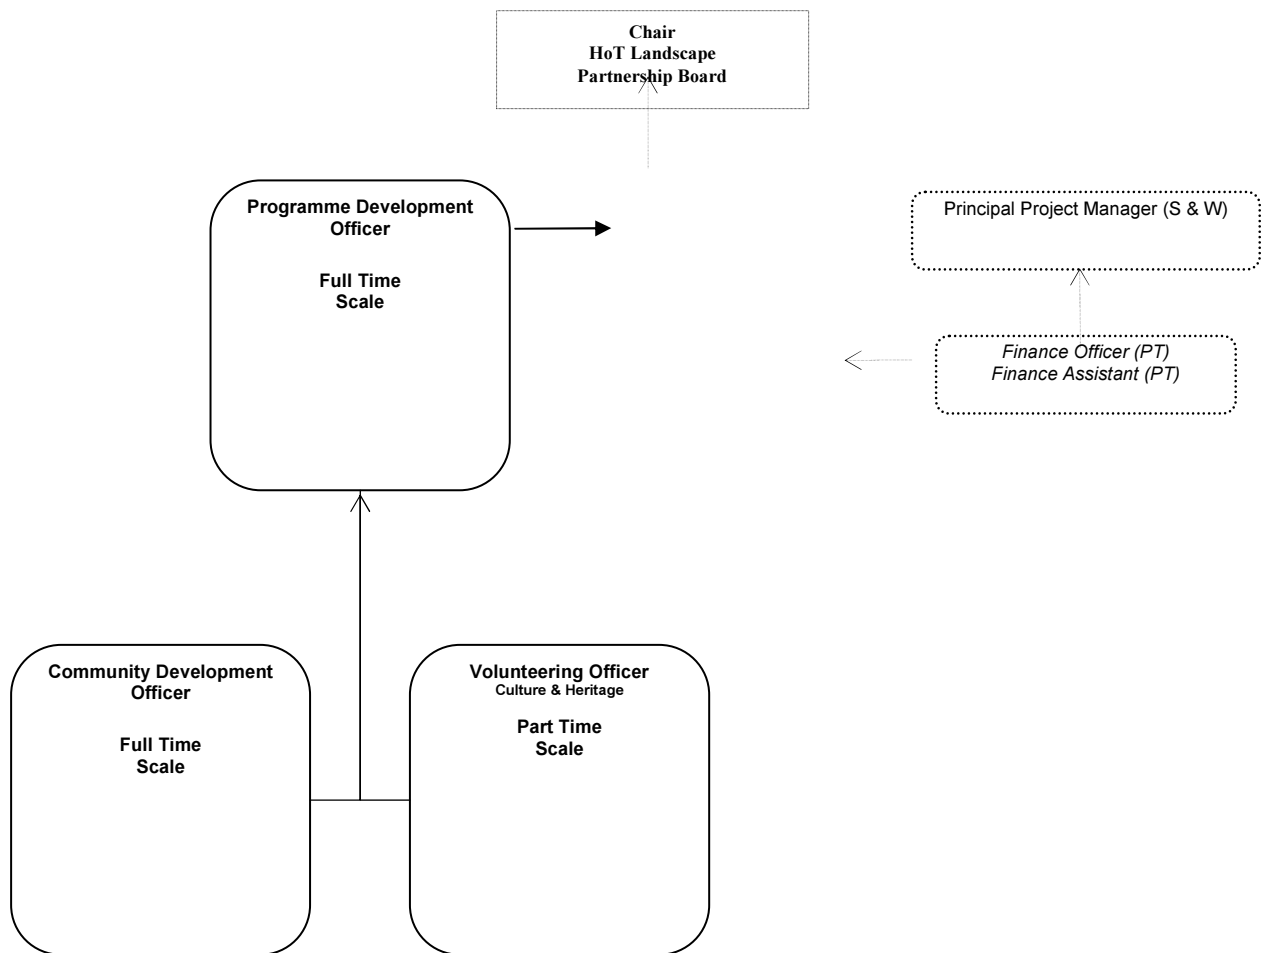 Chair
HoT Landscape
Partnership Board
Programme Development
Officer
Full Time
Scale
Principal Project Manager (S & W)
Finance Officer (PT)
Finance Assistant (PT)
Community Development
Officer
Full Time
Scale
Volunteering Officer
Culture & Heritage
Part Time
Scale